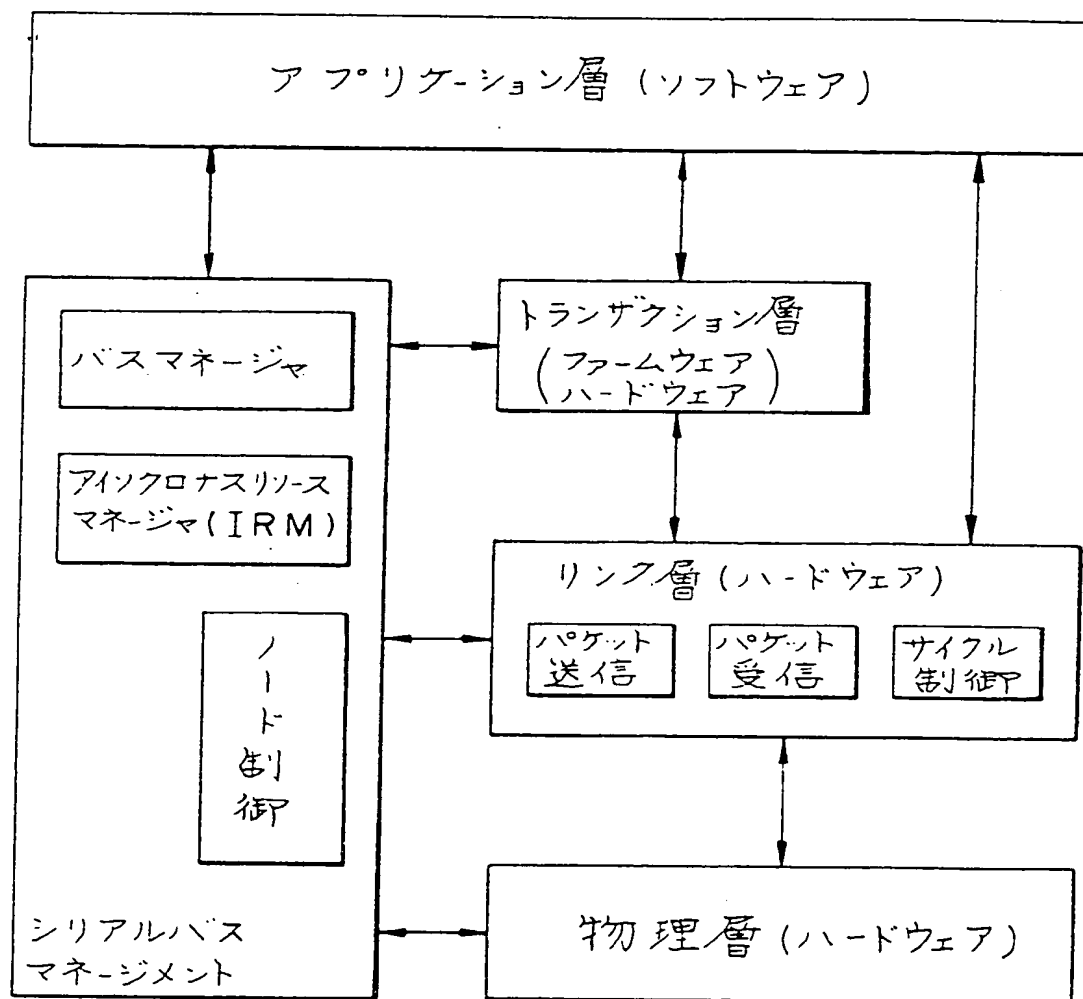 アプリケーション層(ソフトウェア)
バスマネージャ
アイソクロナスリソース
マネージャ(IRM)
ノード制御
シリアルバス
マネージメント
トランザクション層
(ファームウェア
ハードウェア)
リンク層(ハードウェア)
パケット
送信
パケット
受信
サイクル
制御
物理層(ハードウェア)